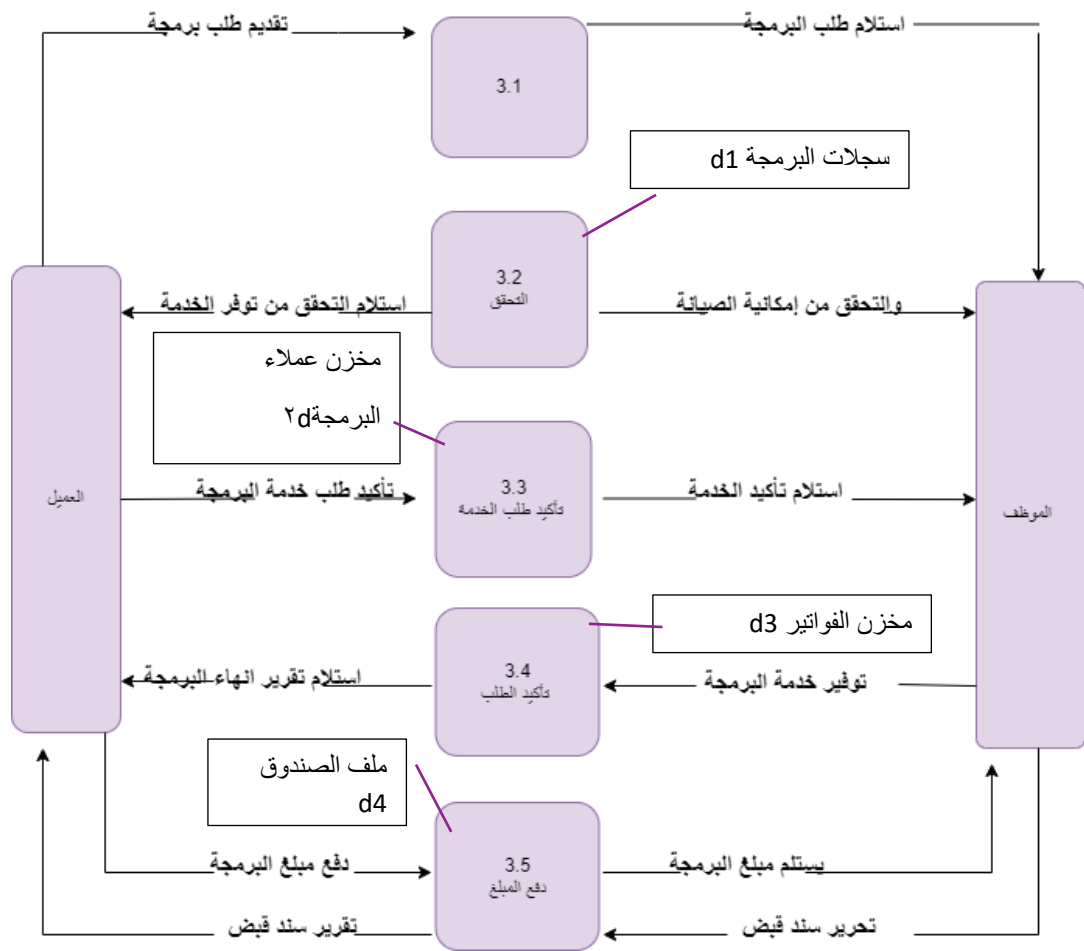 تقديم طلب برمجة
استلام طلب البرمجة
3.1
سجلات البرمجة d1
3.2
التحقق
والتحقق من إمكانية الصيانة
استلام التحقق من توفر الخدمة
مخزن عملاء
البرمجة٢d
العميل
الموظف
3.3
تأكيد طلب الخدمة
استلام تأكيد الخدمة
تأكيد طلب خدمة البرمجة
مخزن الفواتير d3
3.4
تأكيد الطلب
توفير خدمة البرمجة
استلام تقرير انهاء البرمجة
ملف الصندوق
d4
3.5
دفع المبلغ
يستلم مبلغ البرمجة
دفع مبلغ البرمجة
تحرير سند قبض
تقرير سند قبض